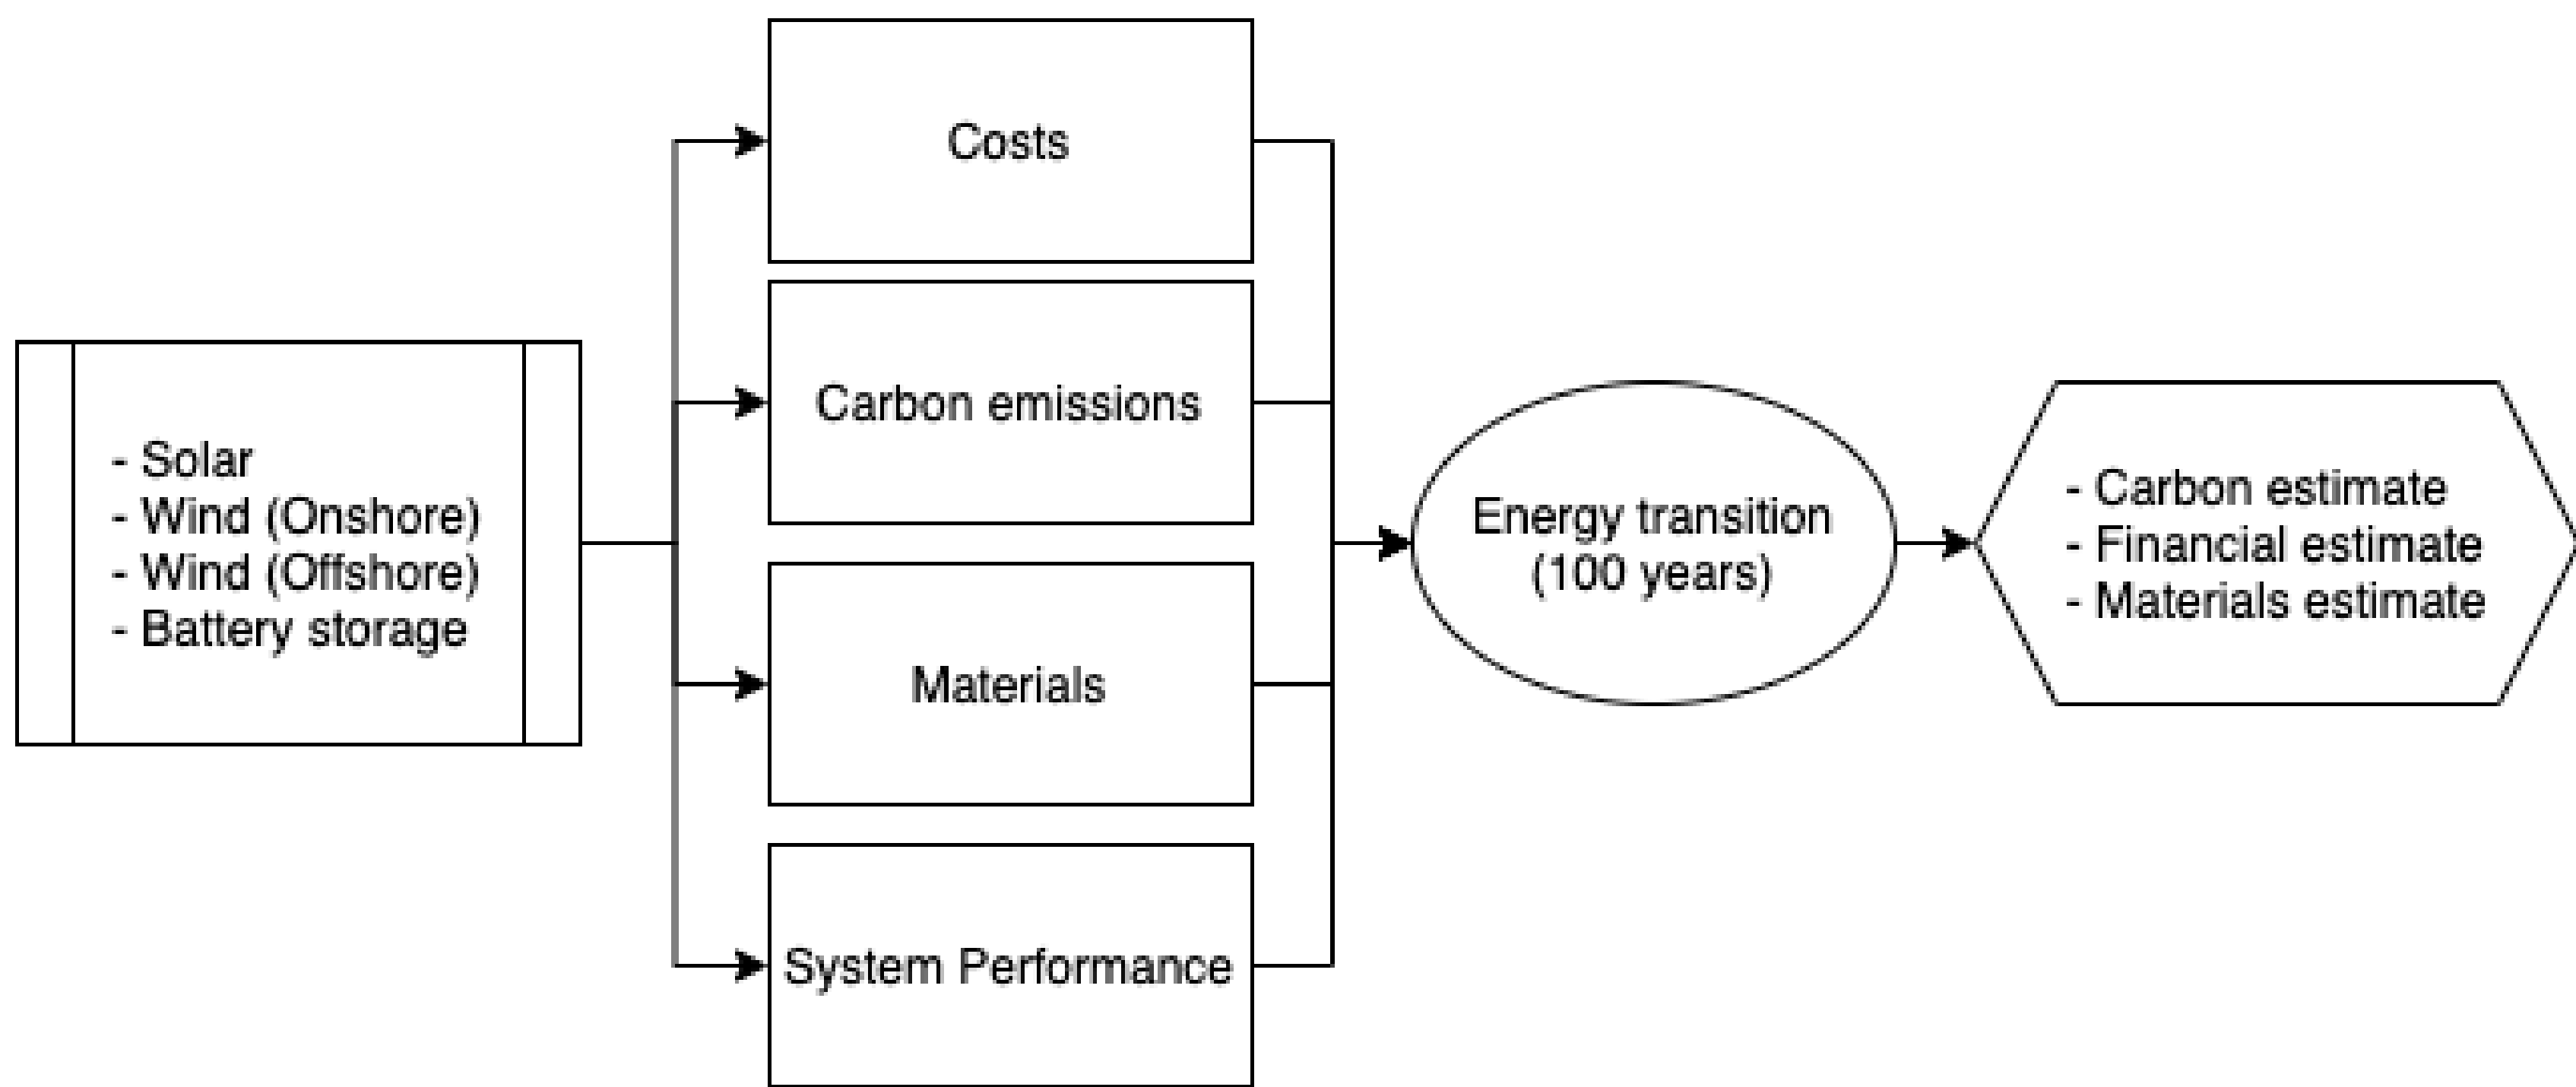 Costs
Carbon emissions
- Solar
- Wind (Onshore)
- Wind (Offshore)
- Battery storage
Materials
System Performance
Energy transition
(100 years)
- Carbon estimate
- Financial estimate
- Materials estimate